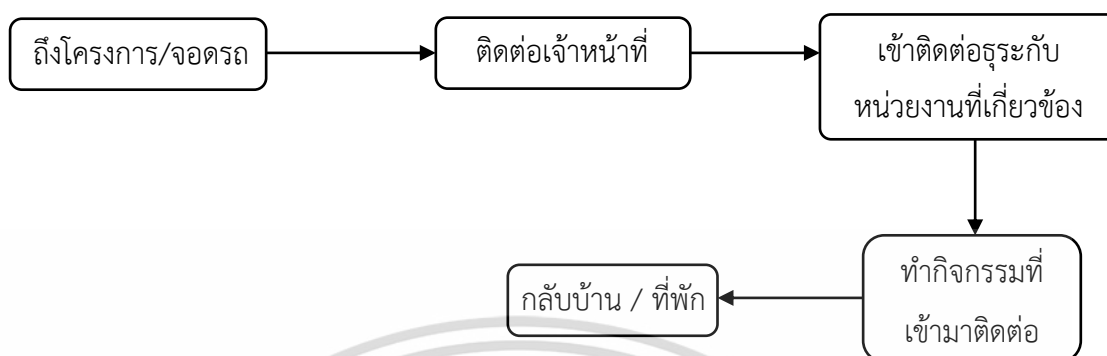 ถึงโครงการ/จอดรถ
ติดต่อเจ้าหน้าที่
เข้าติดต่อธุระกับ
หน่วยงานที่เกี่ยวข้อง
ทำกิจกรรมที่
เข้ามาติดต่อ
กลับบ้าน / ที่พัก